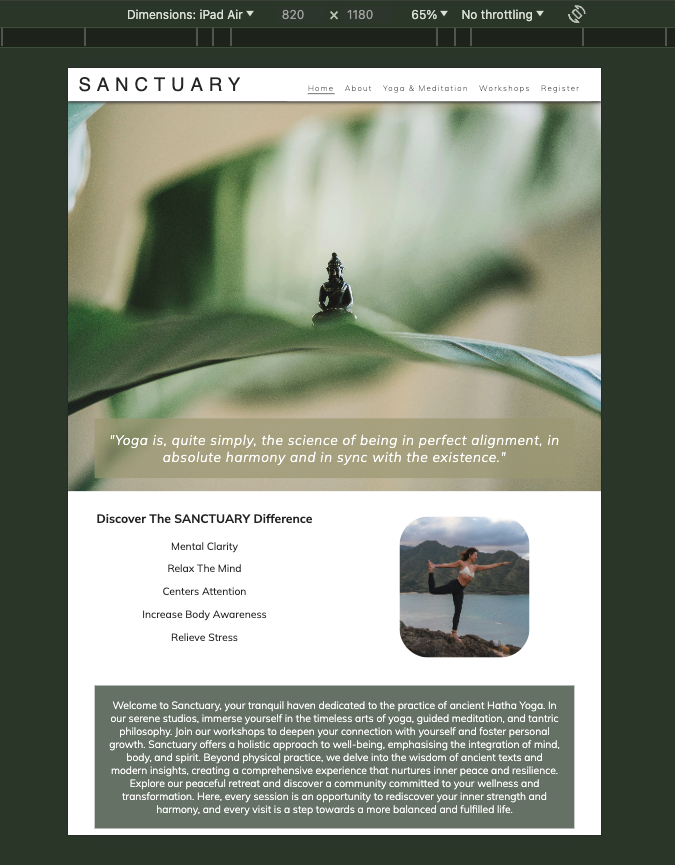 Dimensions: iPad Air 820 × 1180 65% No throttling
SANCTUARY
Home About Yoga & Meditation Workshops Register
"Yoga is, quite simply, the science of being in perfect alignment, in
absolute harmony and in sync with the existence."
Discover The SANCTUARY Difference
Mental Clarity
Relax The Mind
Centers Attention
Increase Body Awareness
Relieve Stress
Welcome to Sanctuary, your tranquil haven dedicated to the practice of ancient Hatha Yoga. In
our serene studios, immerse yourself in the timeless arts of yoga, guided meditation, and tantric
philosophy. Join our workshops to deepen your connection with yourself and foster personal
growth. Sanctuary offers a holistic approach to well-being, emphasising the integration of mind,
body, and spirit. Beyond physical practice, we delve into the wisdom of ancient texts and
modern insights, creating a comprehensive experience that nurtures inner peace and resilience.
Explore our peaceful retreat and discover a community committed to your wellness and
transformation. Here, every session is an opportunity to rediscover your inner strength and
harmony, and every visit is a step towards a more balanced and fulfilled life.